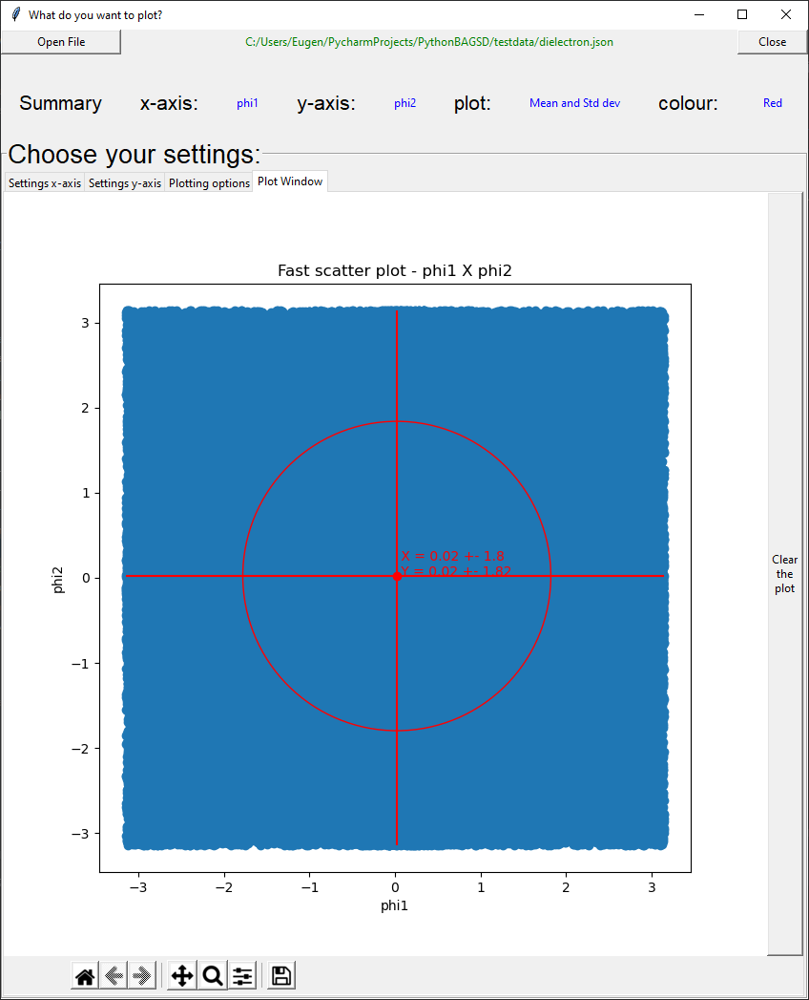 What do you want to plot?
Open File C:/Users/Eugen/PycharmProjects/PythonBAGSD/testdata/dielectron.json Close
Summary x-axis: phi1 y-axis: phi2 plot: Mean and Std dev colour: Red
Choose your settings:
Settings x-axis Settings y-axis Plotting options Plot Window
Fast scatter plot - phi1 X phi2
3
2
1
0
−1
−2
−3
phi2
X = 0.02 +- 1.8
Y = 0.02 +- 1.82
−3 −2 −1 0 1 2 3
phi1
Clear
the
plot